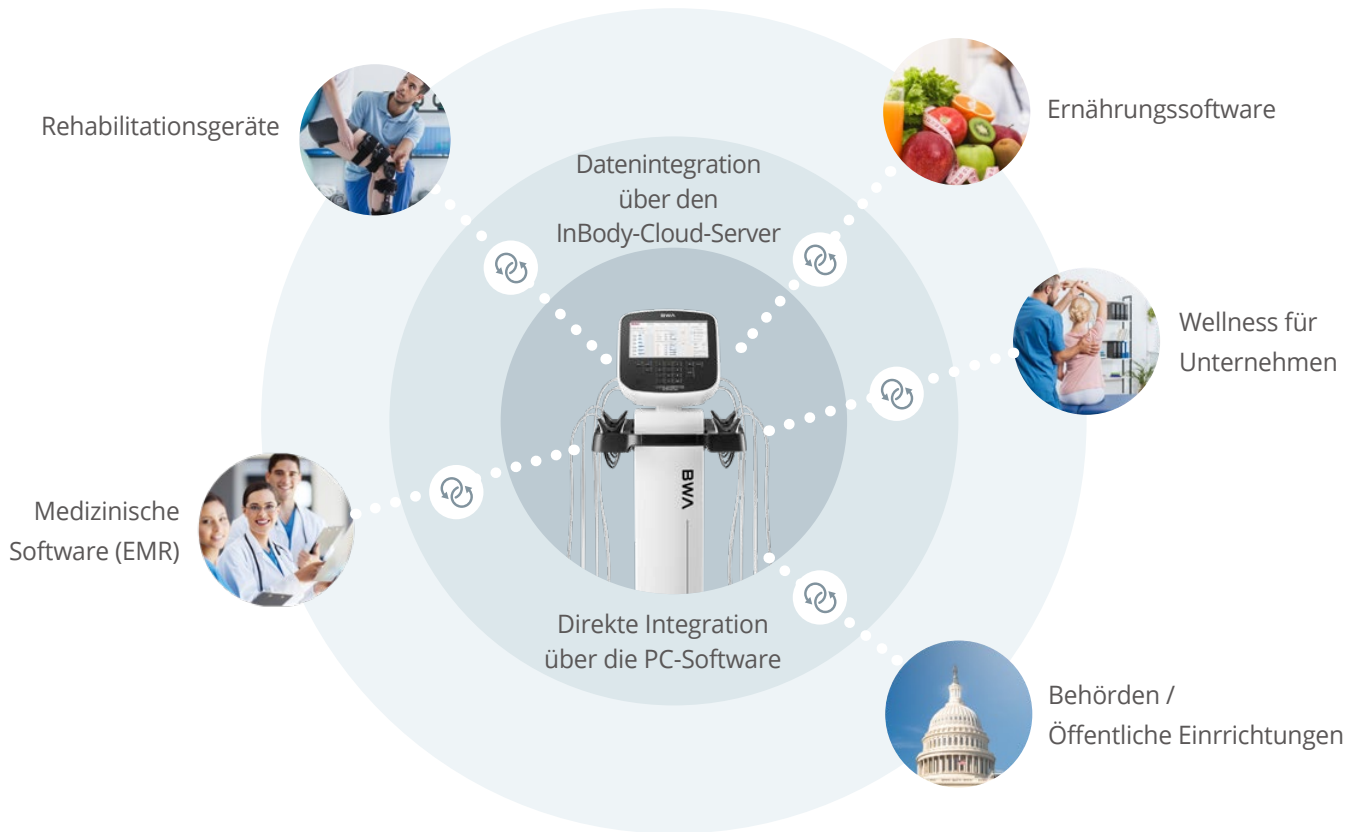 Rehabilitationsgeräte
Ernährungssoftware
Datenintegration
über den
InBody-Cloud-Server
Wellness für
Unternehmen
BWA
BWA
Medizinische
Software (EMR)
Direkte Integration
über die PC-Software
Behörden /
Öffentliche Einrrichtungen